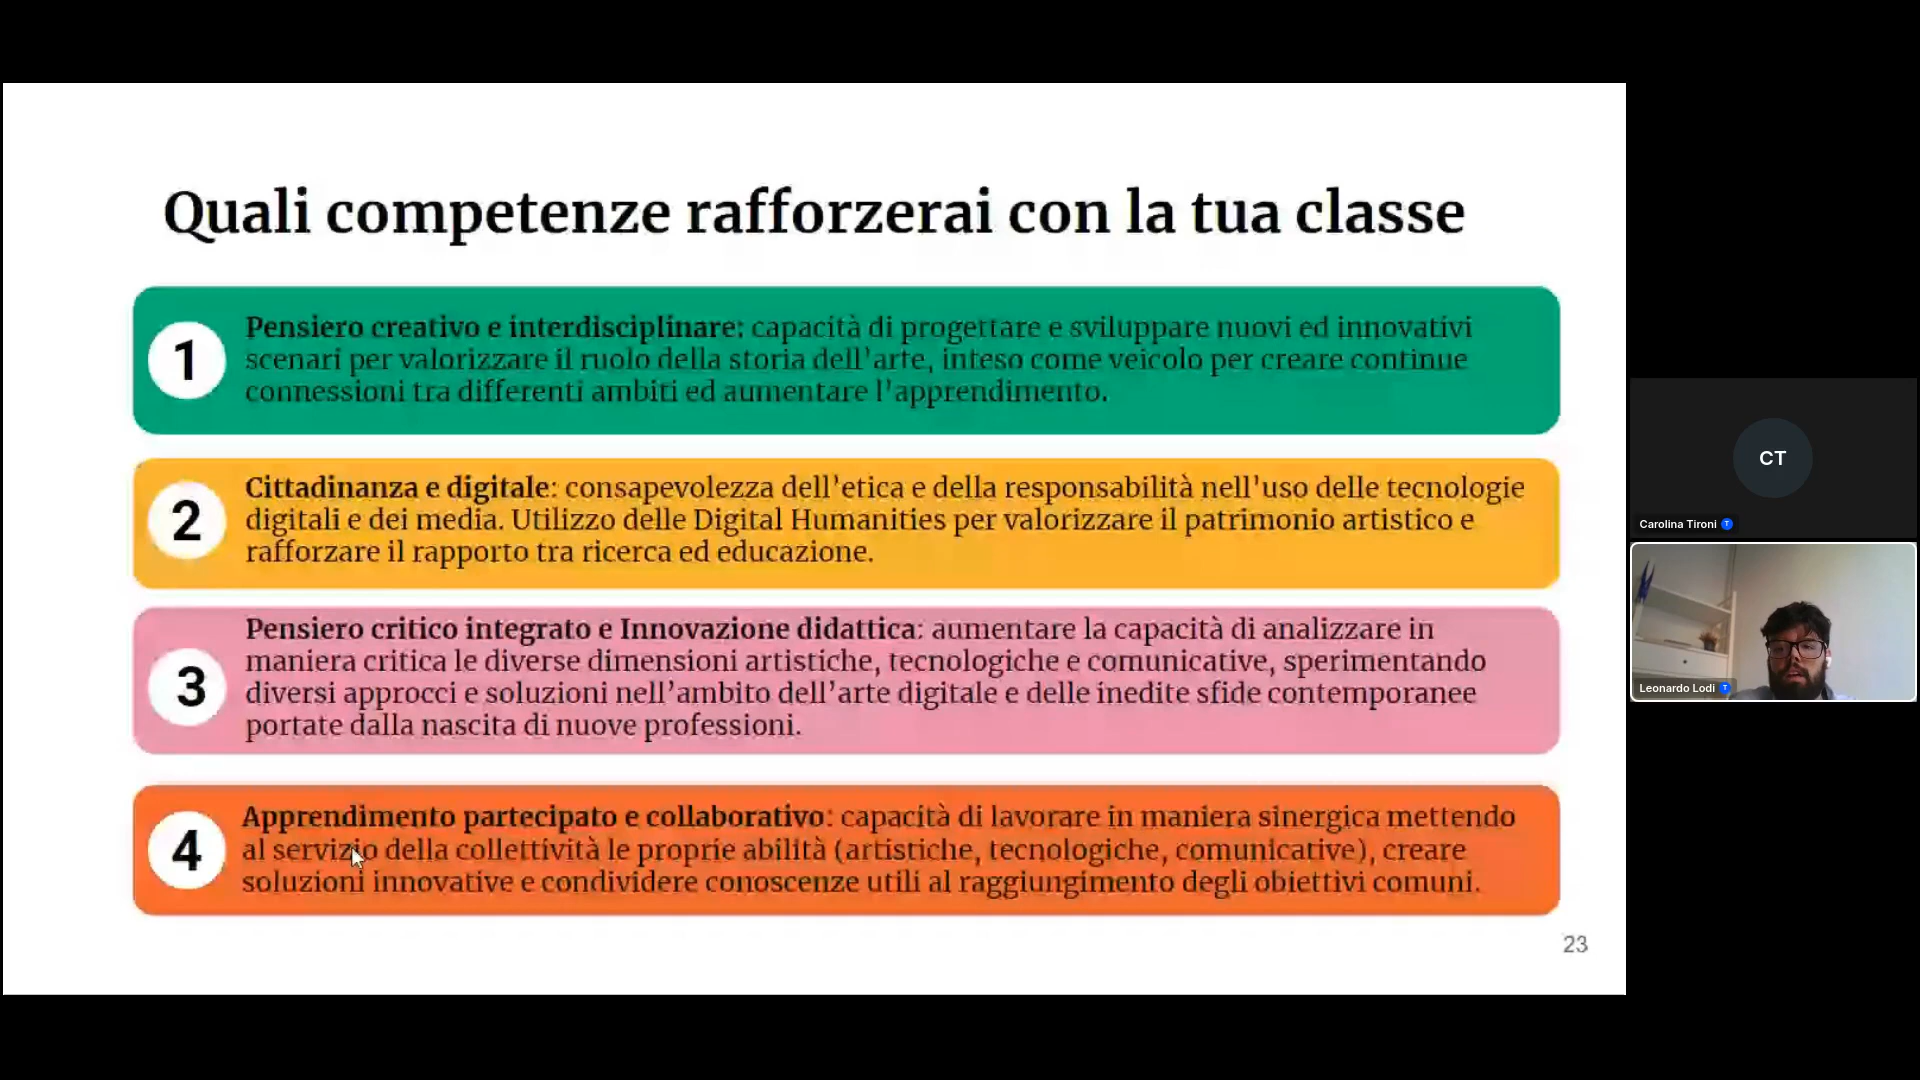 Quali competenze rafforzerai con la tua classe
1
Pensiero creativo e interdisciplinare: capacità di progettare e sviluppare nuovi ed innovativi
scenari per valorizzare il ruolo della storia dell'arte, inteso come veicolo per creare continue
connessioni tra differenti ambiti ed aumentare l'apprendimento.
2
Cittadinanza e digitale: consapevolezza dell'etica e della responsabilità nell'uso delle tecnologie
digitali e dei media. Utilizzo delle Digital Humanities per valorizzare il patrimonio artistico e
rafforzare il rapporto tra ricerca ed educazione.
3
Pensiero critico integrato e Innovazione didattica: aumentare la capacità di analizzare in
maniera critica le diverse dimensioni artistiche, tecnologiche e comunicative, sperimentando
diversi approcci e soluzioni nell'ambito dell'arte digitale e delle inedite sfide contemporanee
portate dalla nascita di nuove professioni.
4
Apprendimento partecipato e collaborativo: capacità di lavorare in maniera sinergica mettendo
al servizio della collettività le proprie abilità (artistiche, tecnologiche, comunicative), creare
soluzioni innovative e condividere conoscenze utili al raggiungimento degli obiettivi comuni.
23
CT
Carolina Tironi T
Leonardo Lodi T